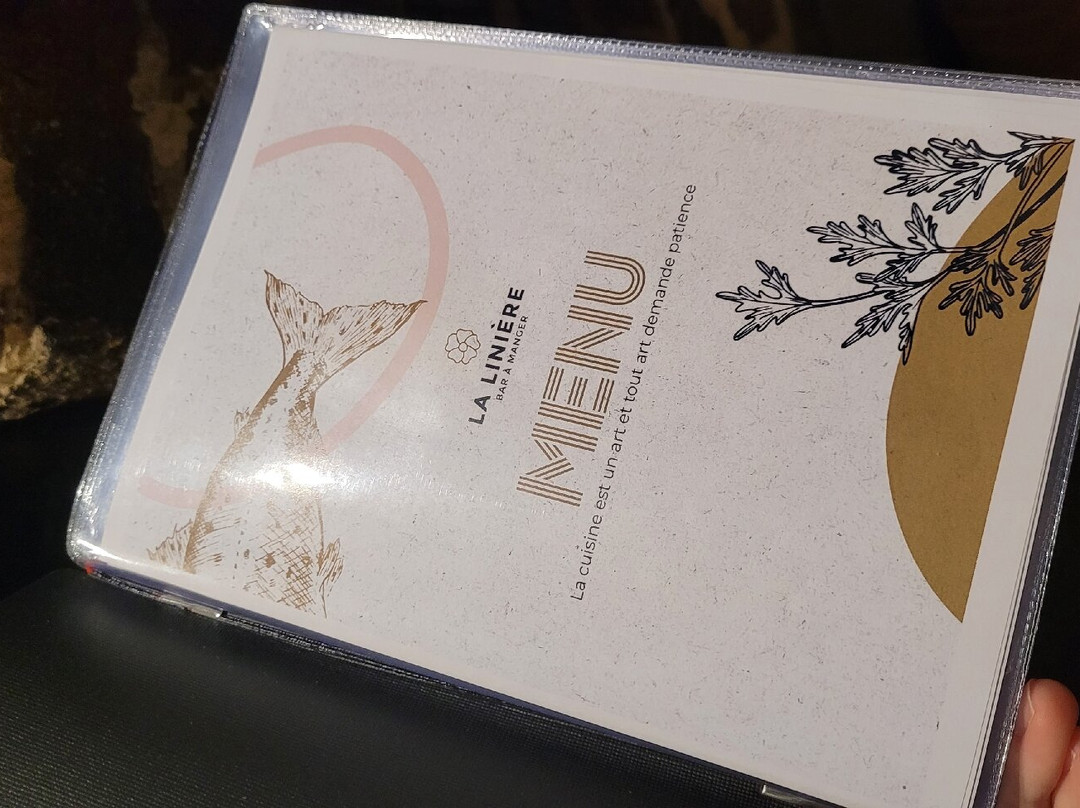 LA LINIÈRE
BAR À MANGER
MENU
La cuisine est un art et tout art demande patience